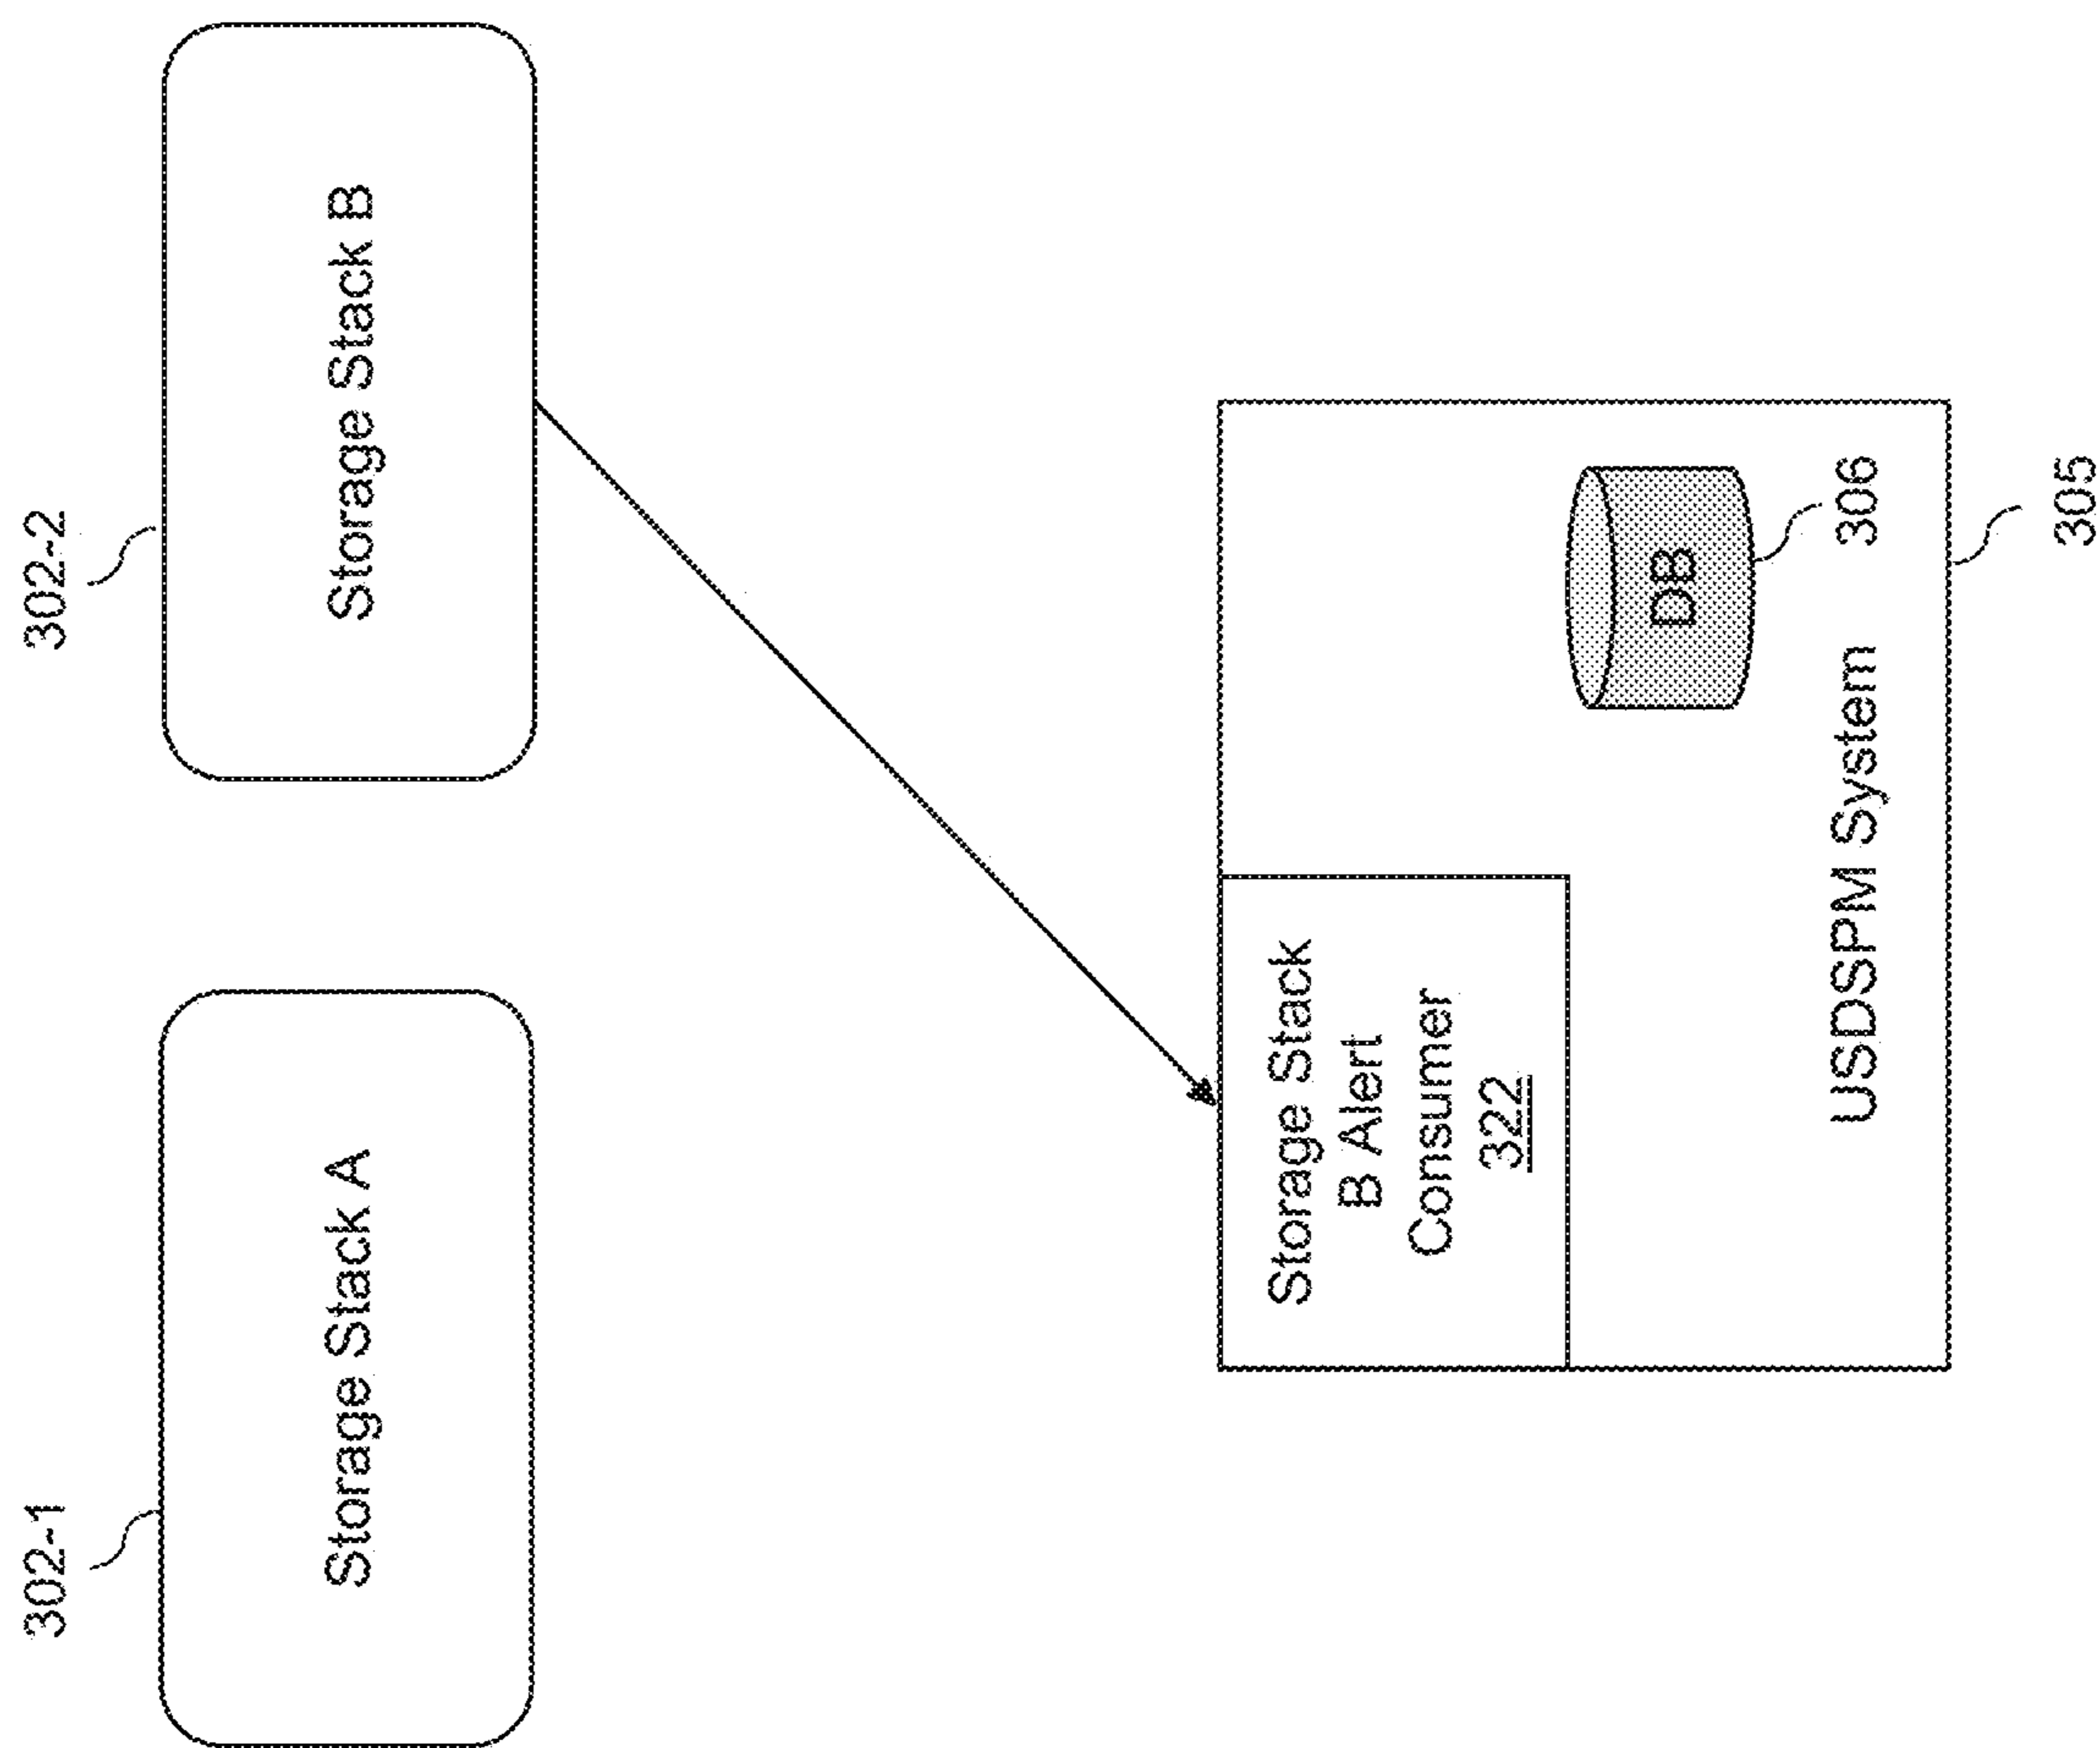 302-1
302-2
Storage Stack A
Storage Stack B
Storage Stack
B Alert
Consumer
322
DB
USDSPM System
306
305